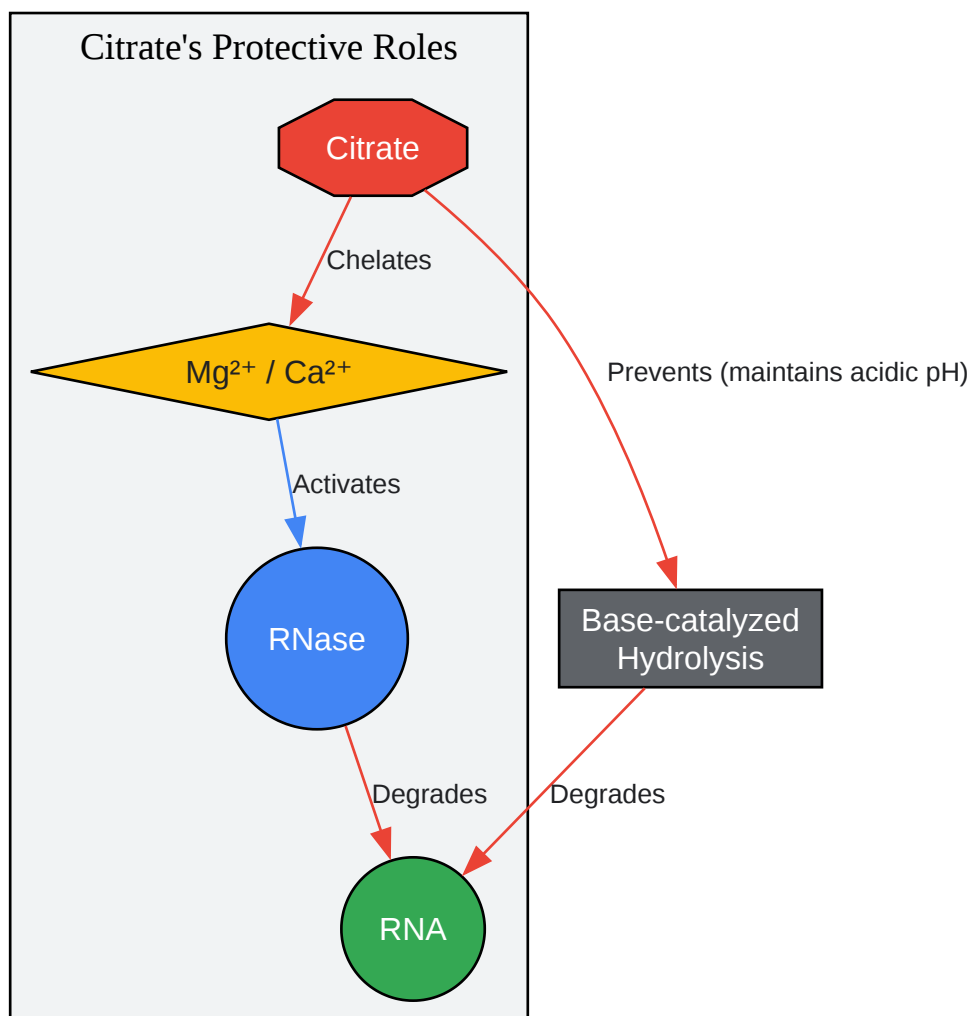 Citrate's Protective Roles
Citrate
Chelates
Mg²⁺ / Ca²⁺
Prevents (maintains acidic pH)
Activates
RNase
Base-catalyzed
Hydrolysis
Degrades
Degrades
RNA